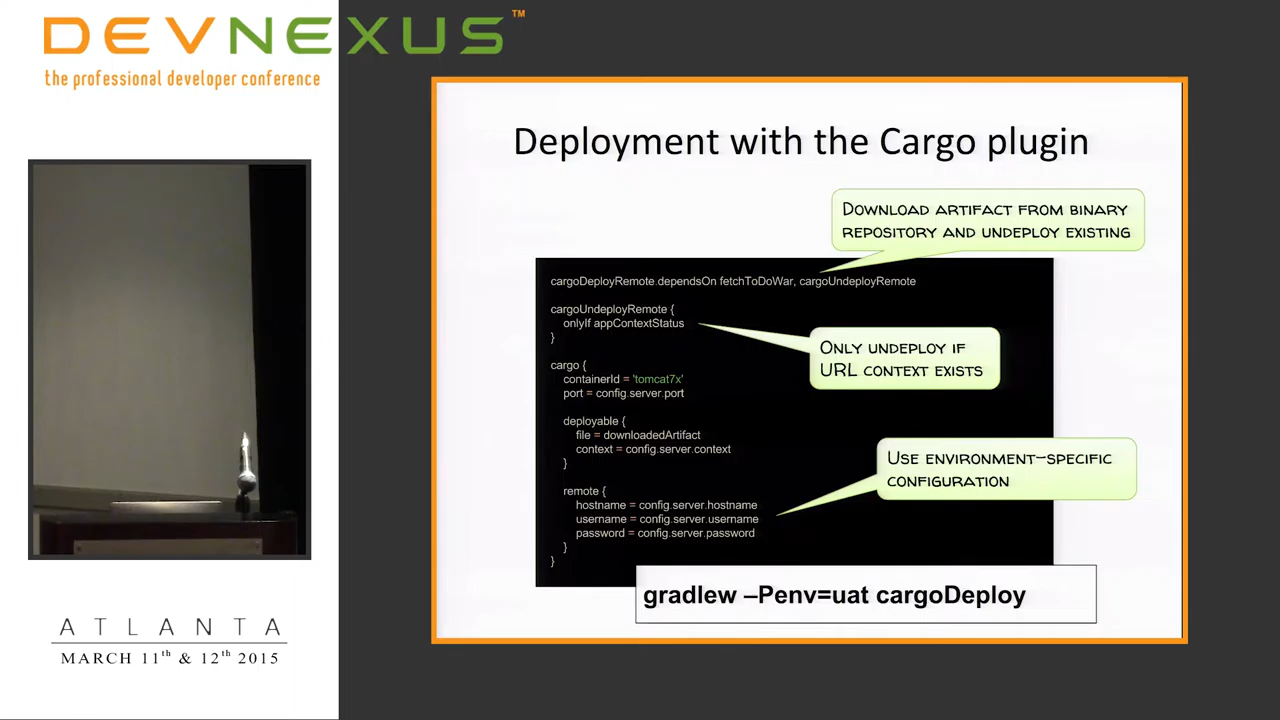 DEVNEXUS™
the professional developer conference
Deployment with the Cargo plugin
Download artifact from binary
repository and undeploy existing
cargoDeployRemote.dependsOn fetchToDoWar, cargoUndeployRemote
cargoUndeployRemote {
onlyIf appContextStatus
}
Only undeploy if
URL context exists
cargo {
containerId = 'tomcat7x'
port = config.server.port
deployable {
file = downloadedArtifact
context = config.server.context
}
Use environment-specific
configuration
remote {
hostname = config.server.hostname
username = config.server.username
password = config.server.password
}
}
gradlew –Penv=uat cargoDeploy
ATLANTA
MARCH 11th & 12th 2015